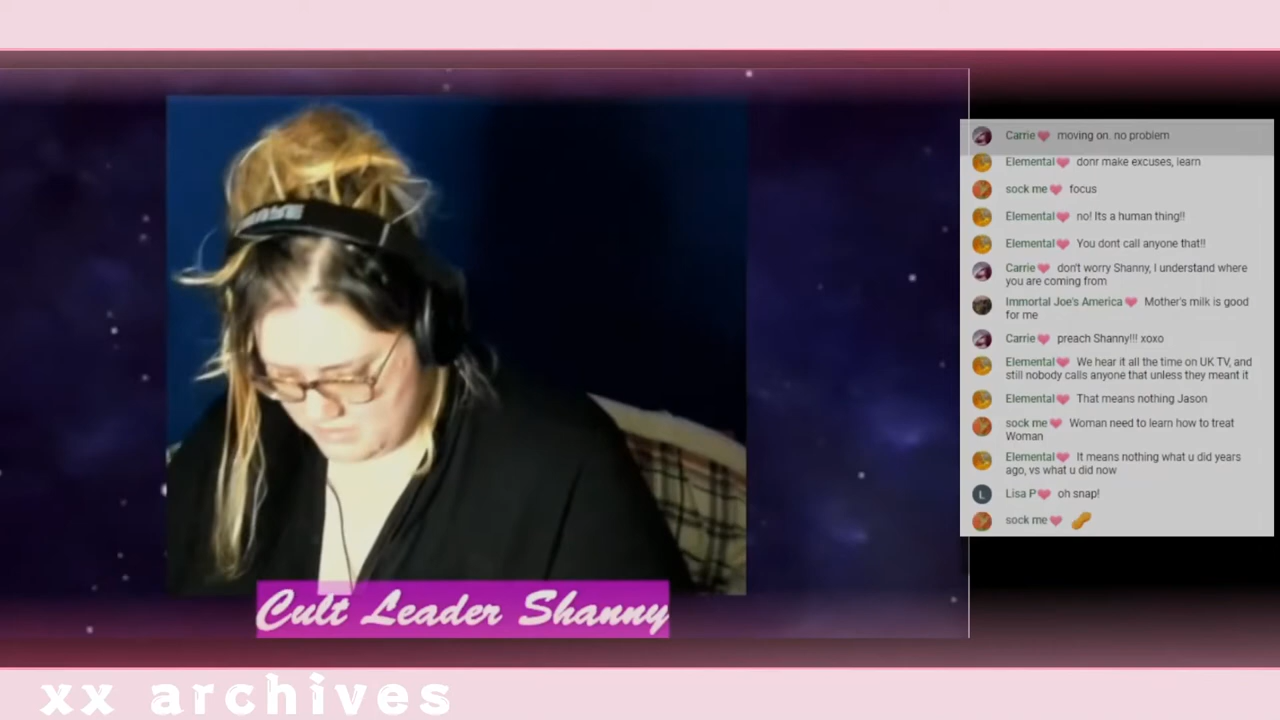 Carrie moving on. no problem
Elemental donr make excuses, learn
sock me focus
Elemental no! Its a human thing!!
Elemental You dont call anyone that!!
Carrie don't worry Shanny, I understand where
you are coming from
Immortal Joe's America Mother's milk is good
for me
Carrie preach Shanny!!! xoxo
Elemental We hear it all the time on UK TV, and
still nobody calls anyone that unless they meant it
Elemental That means nothing Jason
sock me Woman need to learn how to treat
Woman
Elemental It means nothing what u did years
ago, vs what u did now
L
Lisa P oh snap!
sock me
Cult Leader Shanny
xx archives